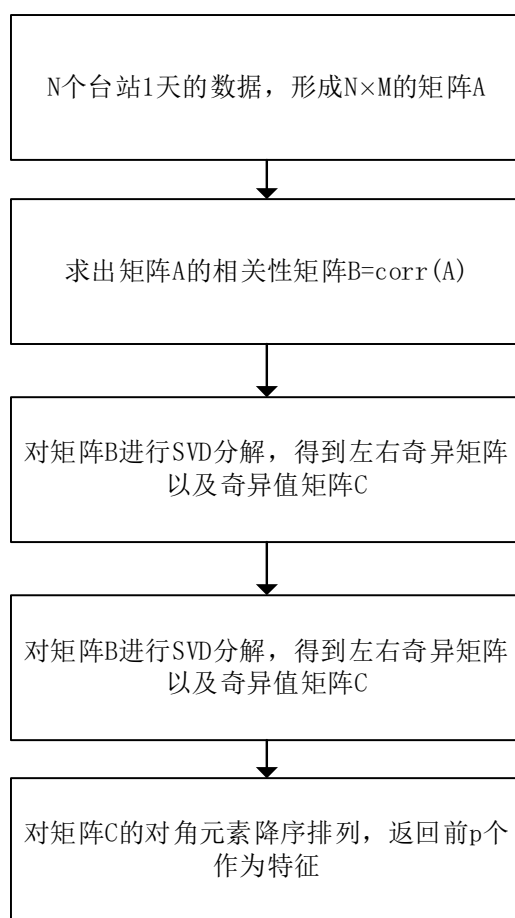 N个台站1天的数据，形成N×M的矩阵A
求出矩阵A的相关性矩阵B=corr(A)
对矩阵B进行SVD分解，得到左右奇异矩阵
以及奇异值矩阵C
对矩阵B进行SVD分解，得到左右奇异矩阵
以及奇异值矩阵C
对矩阵C的对角元素降序排列，返回前p个
作为特征